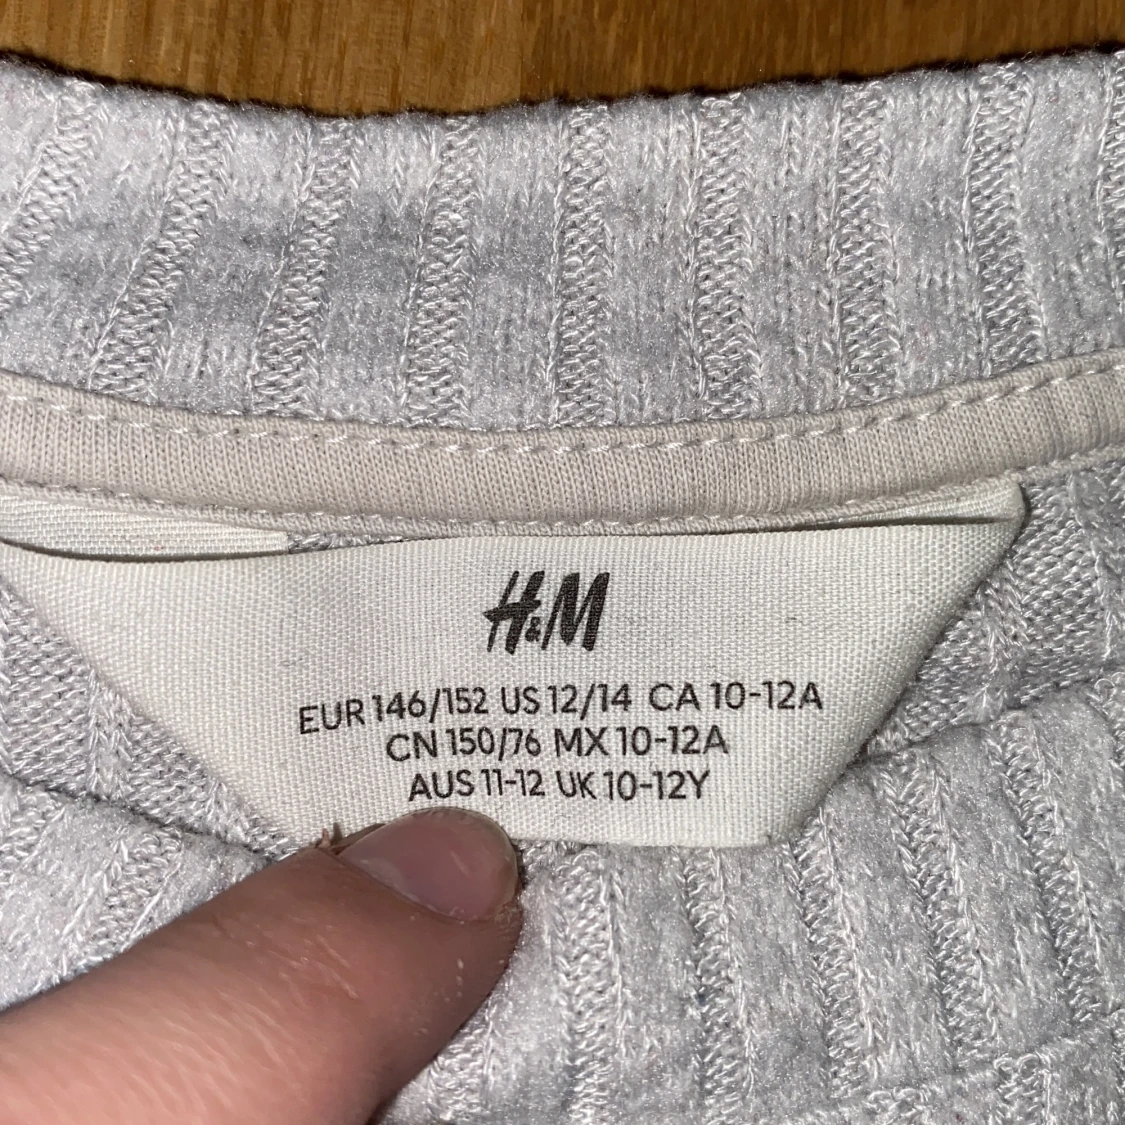 H&M
EUR 146/152 US 12/14 CA 10-12A
CN 150/76 MX 10-12A
AUS 11-12 UK 10-12Y